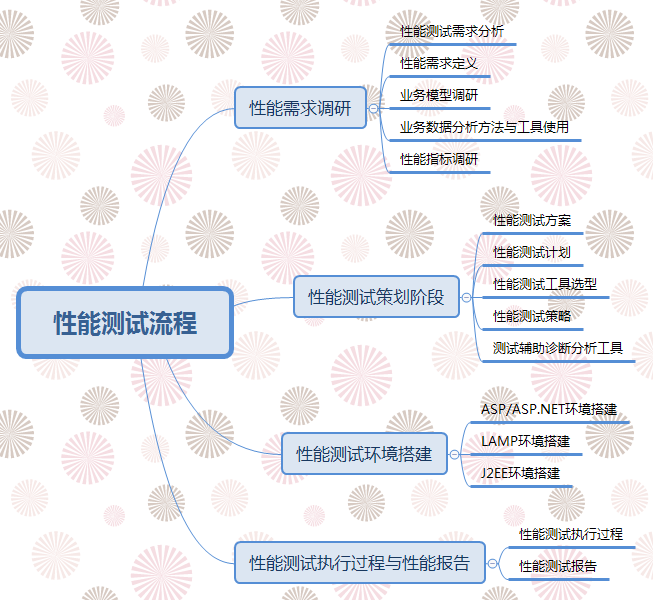 性能测试流程
性能需求调研
性能测试需求分析
性能需求定义
业务模型调研
业务数据分析方法与工具使用
性能指标调研
性能测试策划阶段
性能测试方案
性能测试计划
性能测试工具选型
性能测试策略
测试辅助诊断分析工具
性能测试环境搭建
ASP/ASP.NET环境搭建
LAMP环境搭建
J2EE环境搭建
性能测试执行过程与性能报告
性能测试执行过程
性能测试报告